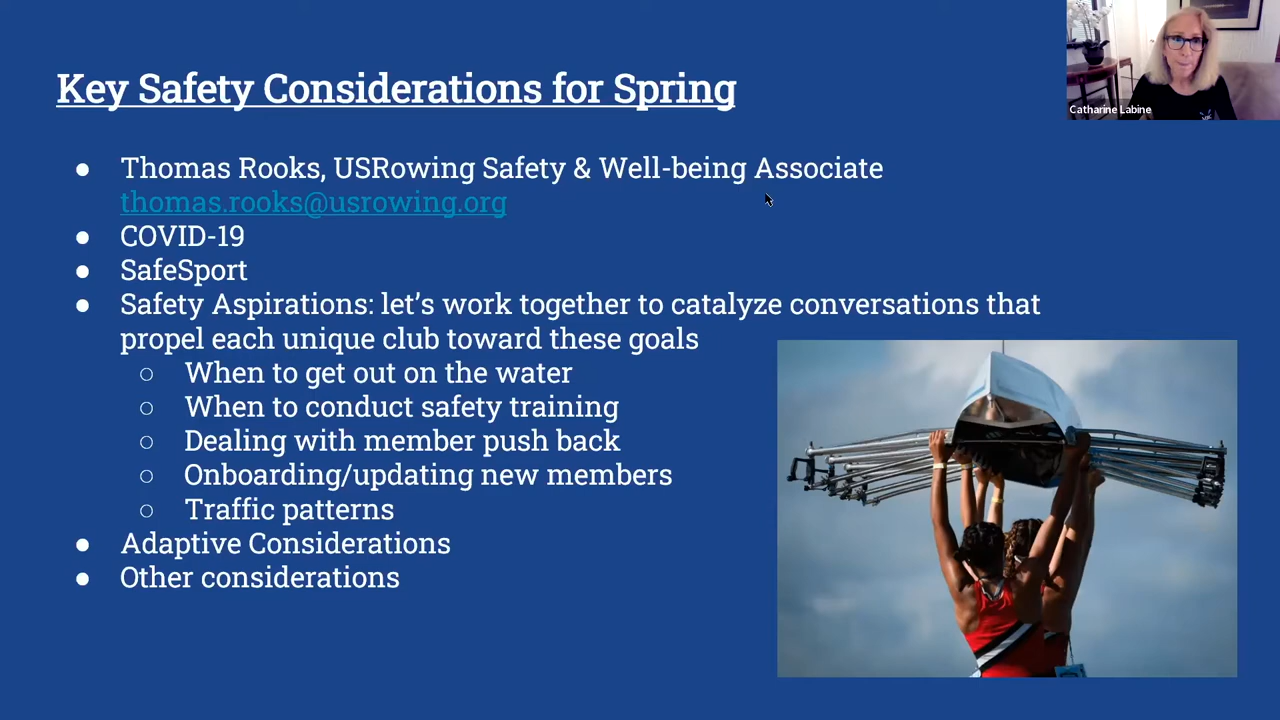 Key Safety Considerations for Spring
Catharine Labine
● Thomas Rooks, USRowing Safety & Well-being Associate
thomas.rooks@usrowing.org
● COVID-19
● SafeSport
● Safety Aspirations: let’s work together to catalyze conversations that
propel each unique club toward these goals
○ When to get out on the water
○ When to conduct safety training
○ Dealing with member push back
○ Onboarding/updating new members
○ Traffic patterns
● Adaptive Considerations
● Other considerations